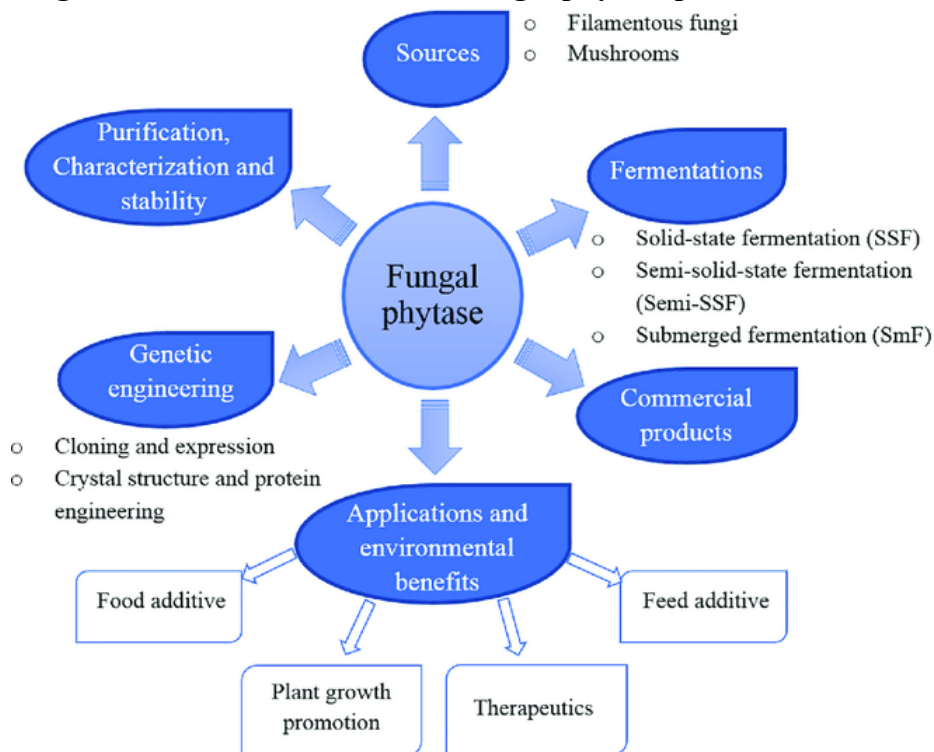 Sources
○ Filamentous fungi
○ Mushrooms
Purification,
Characterization and
stability
Fermentations
○ Solid-state fermentation (SSF)
○ Semi-solid-state fermentation
(Semi-SSF)
○ Submerged fermentation (SmF)
Fungal
phytase
Genetic
engineering
○ Cloning and expression
○ Crystal structure and protein
engineering
Commercial
products
Applications and
environmental
benefits
Food additive
Feed additive
Plant growth
promotion
Therapeutics